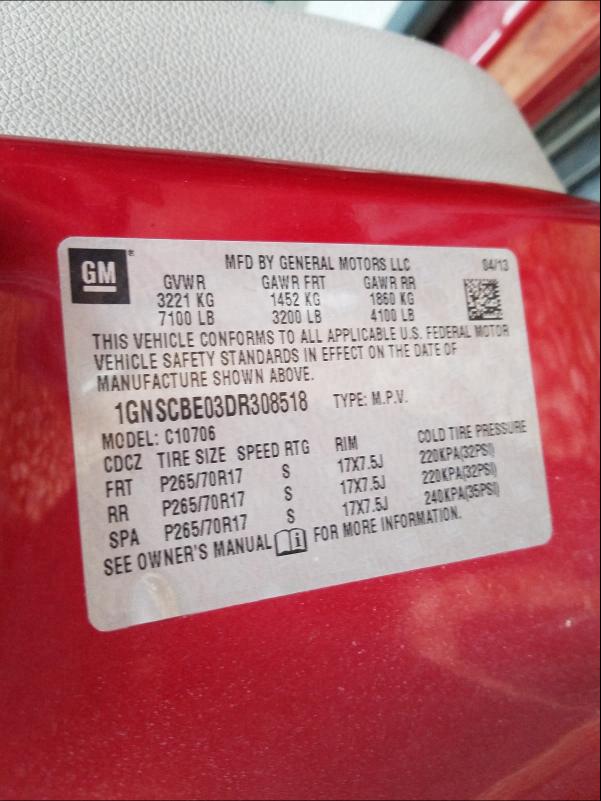 GM
MFD BY GENERAL MOTORS LLC 04/13
GVWR GAWR FRT GAWR RR
3221 KG 1452 KG 1860 KG
7100 LB 3200 LB 4100 LB
THIS VEHICLE CONFORMS TO ALL APPLICABLE U.S. FEDERAL MOTOR
VEHICLE SAFETY STANDARDS IN EFFECT ON THE DATE OF
MANUFACTURE SHOWN ABOVE.
1GNSCBE03DR308518 TYPE: M.P.V.
MODEL: C10706
CDCZ TIRE SIZE SPEED RTG RIM COLD TIRE PRESSURE
FRT P265/70R17 S 17X7.5J 220KPA(32PSI)
RR P265/70R17 S 17X7.5J 220KPA(32PSI)
SPA P265/70R17 S 17X7.5J 240KPA(35PSI)
SEE OWNER'S MANUAL FOR MORE INFORMATION.